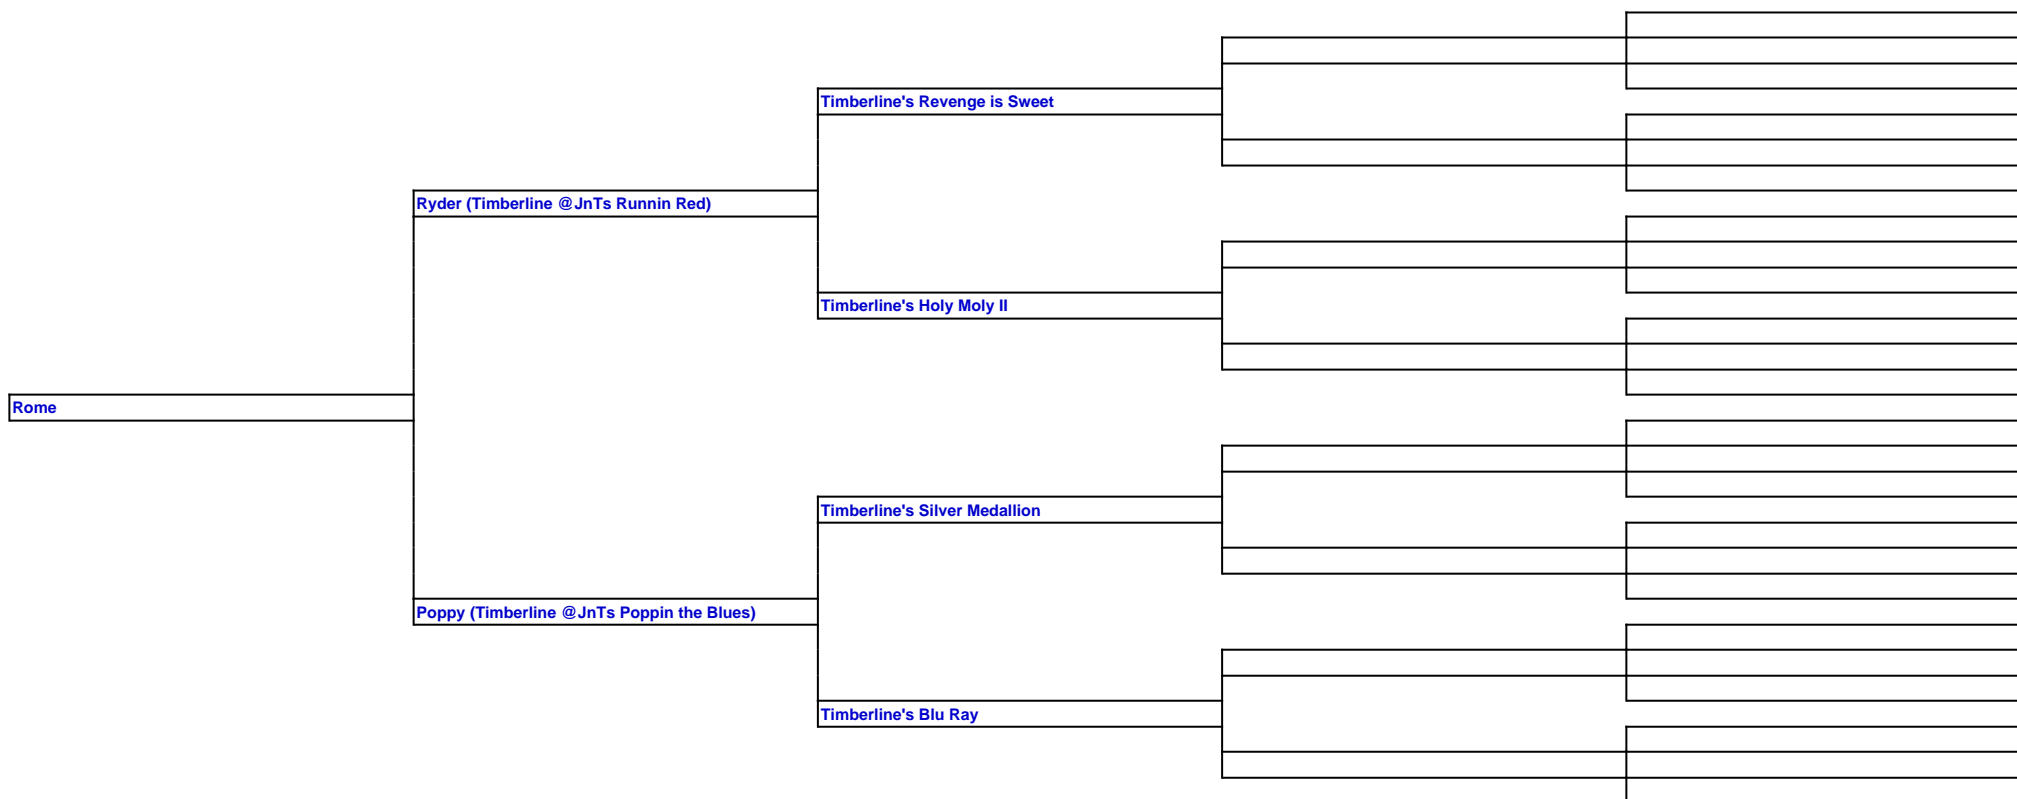 Timberline's Revenge is Sweet
Ryder (Timberline @JnTs Runnin Red)
Timberline's Holy Moly II
Rome
Timberline's Silver Medallion
Poppy (Timberline @JnTs Poppin the Blues)
Timberline's Blu Ray